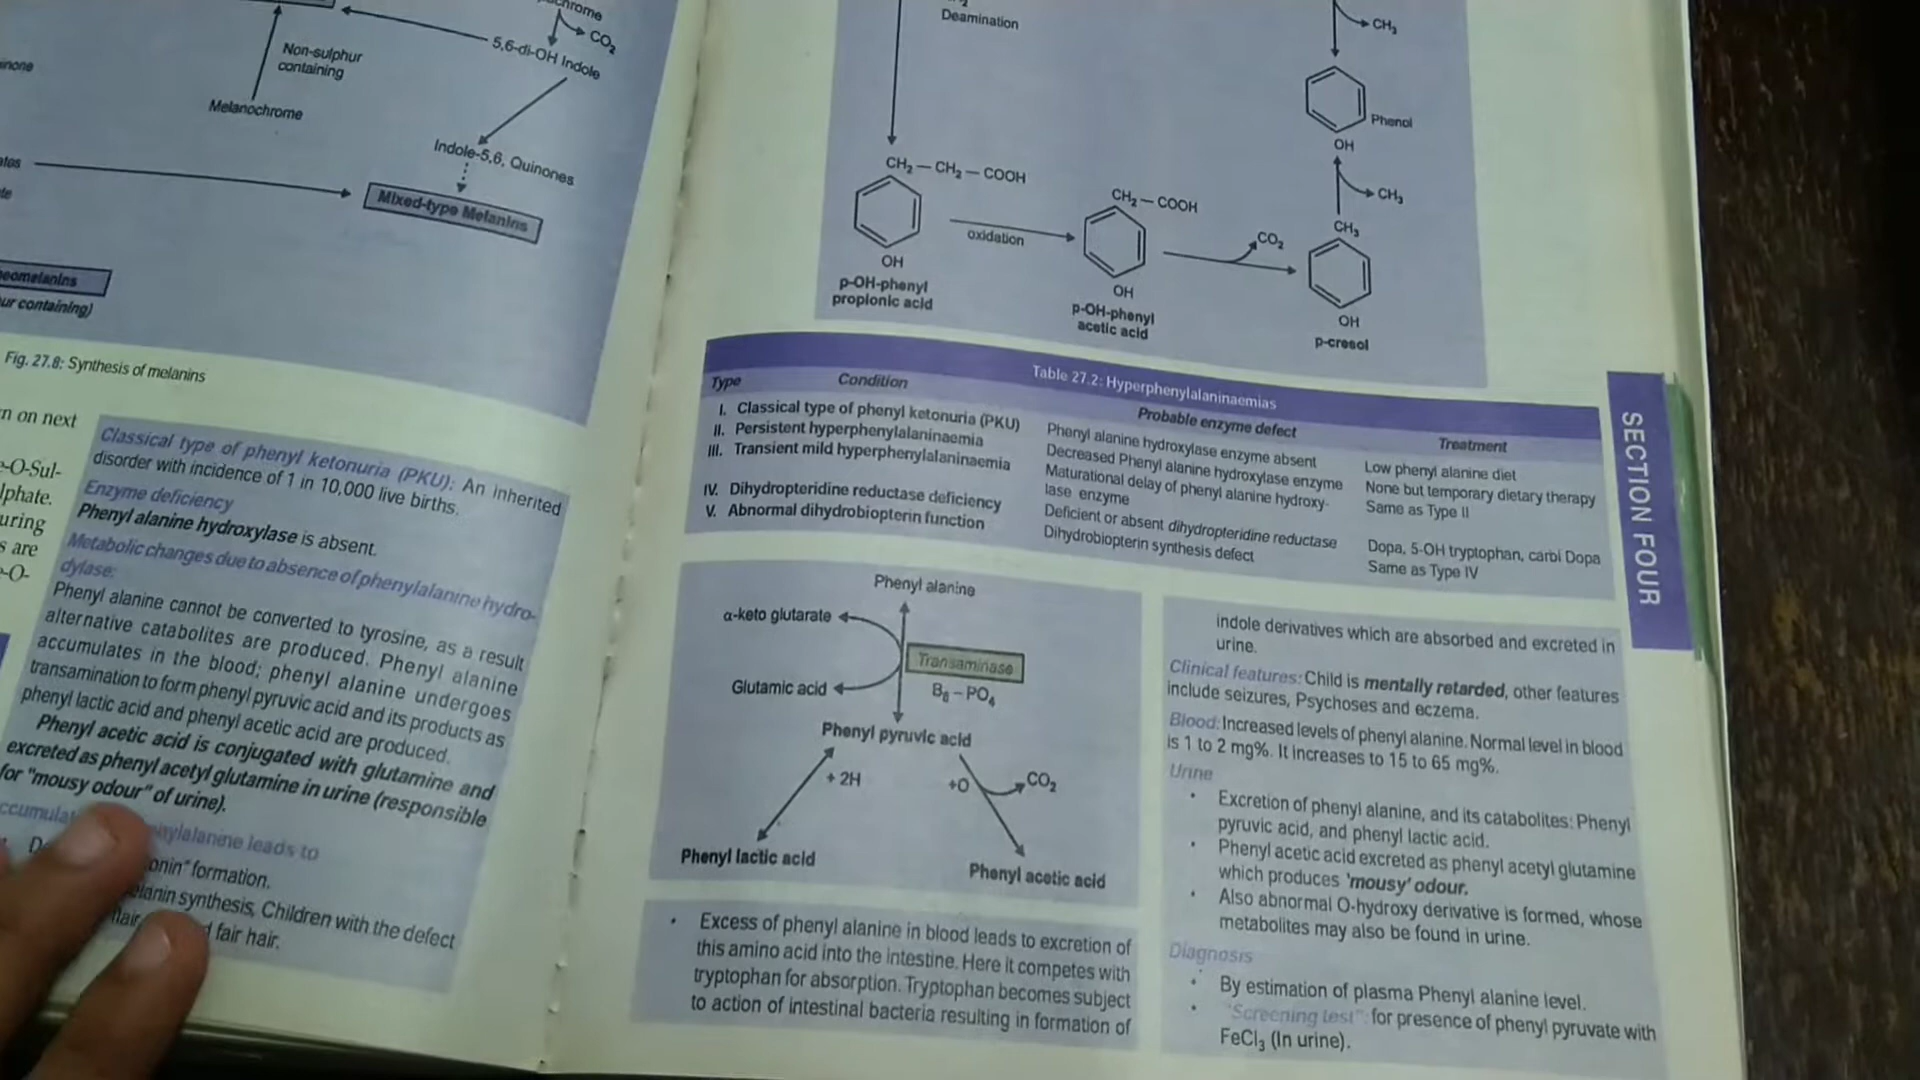 CO₂
5,6-di-OH Indole
Non-sulphur
containing
Melanochrome
Indole-5,6, Quinones
Mixed-type Melanins
Fig. 27.8: Synthesis of melanins
n on next
Classical type of phenyl ketonuria (PKU): An inherited
disorder with incidence of 1 in 10,000 live births.
Enzyme deficiency
Phenyl alanine hydroxylase is absent.
Metabolic changes due to absence of phenylalanine hydro-
dylase:
Phenyl alanine cannot be converted to tyrosine, as a result
alternative catabolites are produced. Phenyl alanine
accumulates in the blood; phenyl alanine undergoes
transamination to form phenyl pyruvic acid and its products as
phenyl lactic acid and phenyl acetic acid are produced.
Phenyl acetic acid is conjugated with glutamine and
excreted as phenyl acetyl glutamine in urine (responsible
for "mousy odour" of urine).
leads to
formation.
synthesis, Children with the defect
fair hair.
Deamination
CH₃
Phenol
OH
CH₃
CH₂ — CH₂ — COOH
OH
p-OH-phenyl
propionic acid
oxidation
CH₂ — COOH
OH
p-OH-phenyl
acetic acid
CO₂
CH₃
OH
p-cresol
Table 27.2: Hyperphenylalaninaemias
Type Condition Probable enzyme defect Treatment
I. Classical type of phenyl ketonuria (PKU) Phenyl alanine hydroxylase enzyme absent Low phenyl alanine diet
II. Persistent hyperphenylalaninaemia Decreased Phenyl alanine hydroxylase enzyme None but temporary dietary therapy
III. Transient mild hyperphenylalaninaemia Maturational delay of phenyl alanine hydroxy- Same as Type II
lase enzyme
IV. Dihydropteridine reductase deficiency Deficient or absent dihydropteridine reductase Dopa, 5-OH tryptophan, carbi Dopa
V. Abnormal dihydrobiopterin function Dihydrobiopterin synthesis defect Same as Type IV
SECTION FOUR
Phenyl alanine
α-keto glutarate
Transaminase
Glutamic acid
B₆ – PO₄
Phenyl pyruvic acid
+ 2H
+O
CO₂
Phenyl lactic acid
Phenyl acetic acid
• Excess of phenyl alanine in blood leads to excretion of
this amino acid into the intestine. Here it competes with
tryptophan for absorption. Tryptophan becomes subject
to action of intestinal bacteria resulting in formation of
indole derivatives which are absorbed and excreted in
urine.
Clinical features: Child is mentally retarded, other features
include seizures, Psychoses and eczema.
Blood: Increased levels of phenyl alanine. Normal level in blood
is 1 to 2 mg%. It increases to 15 to 65 mg%.
Urine
• Excretion of phenyl alanine, and its catabolites: Phenyl
pyruvic acid, and phenyl lactic acid.
• Phenyl acetic acid excreted as phenyl acetyl glutamine
which produces 'mousy' odour.
• Also abnormal O-hydroxy derivative is formed, whose
metabolites may also be found in urine.
Diagnosis
• By estimation of plasma Phenyl alanine level.
• "Screening test": for presence of phenyl pyruvate with
FeCl₃ (In urine).